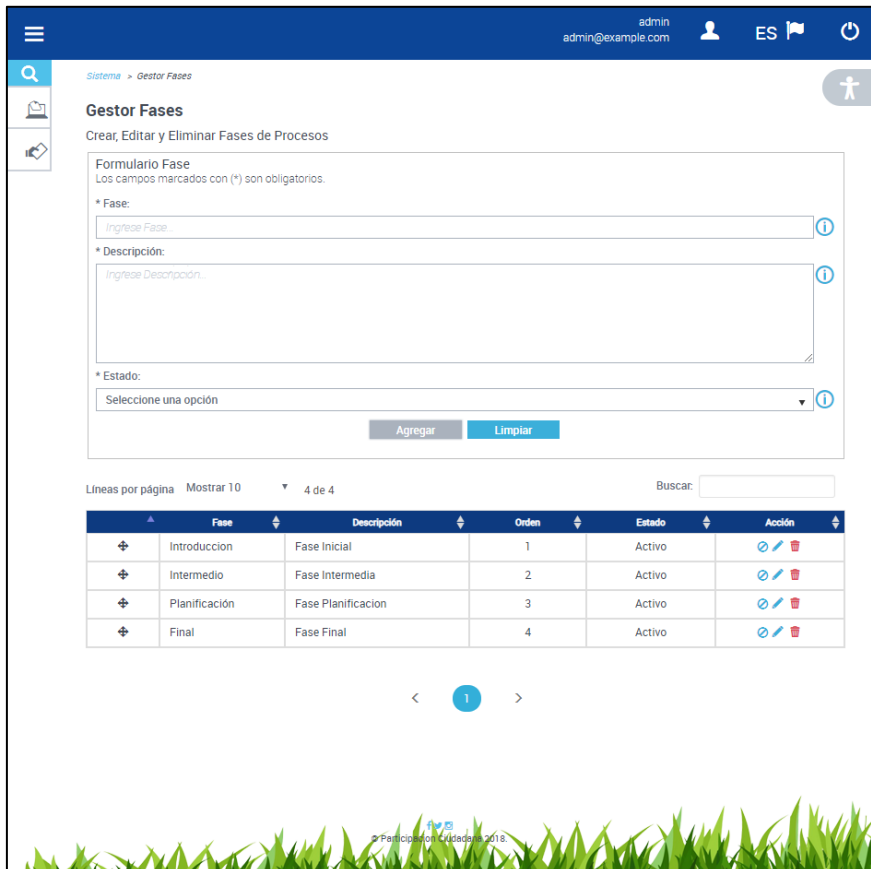 admin
admin@example.com
ES
Sistema > Gestor Fases
Gestor Fases
Crear, Editar y Eliminar Fases de Procesos
Formulario Fase
Los campos marcados con (*) son obligatorios.
* Fase:
Ingrese Fase...
* Descripción:
Ingrese Descripción...
* Estado:
Seleccione una opción
Agregar Limpiar
Líneas por página Mostrar 10 4 de 4 Buscar:
Fase Descripción Orden Estado Acción
Introduccion Fase Inicial 1 Activo
Intermedio Fase Intermedia 2 Activo
Planificación Fase Planificacion 3 Activo
Final Fase Final 4 Activo
< 1 >
© Participacion Ciudadana 2018.